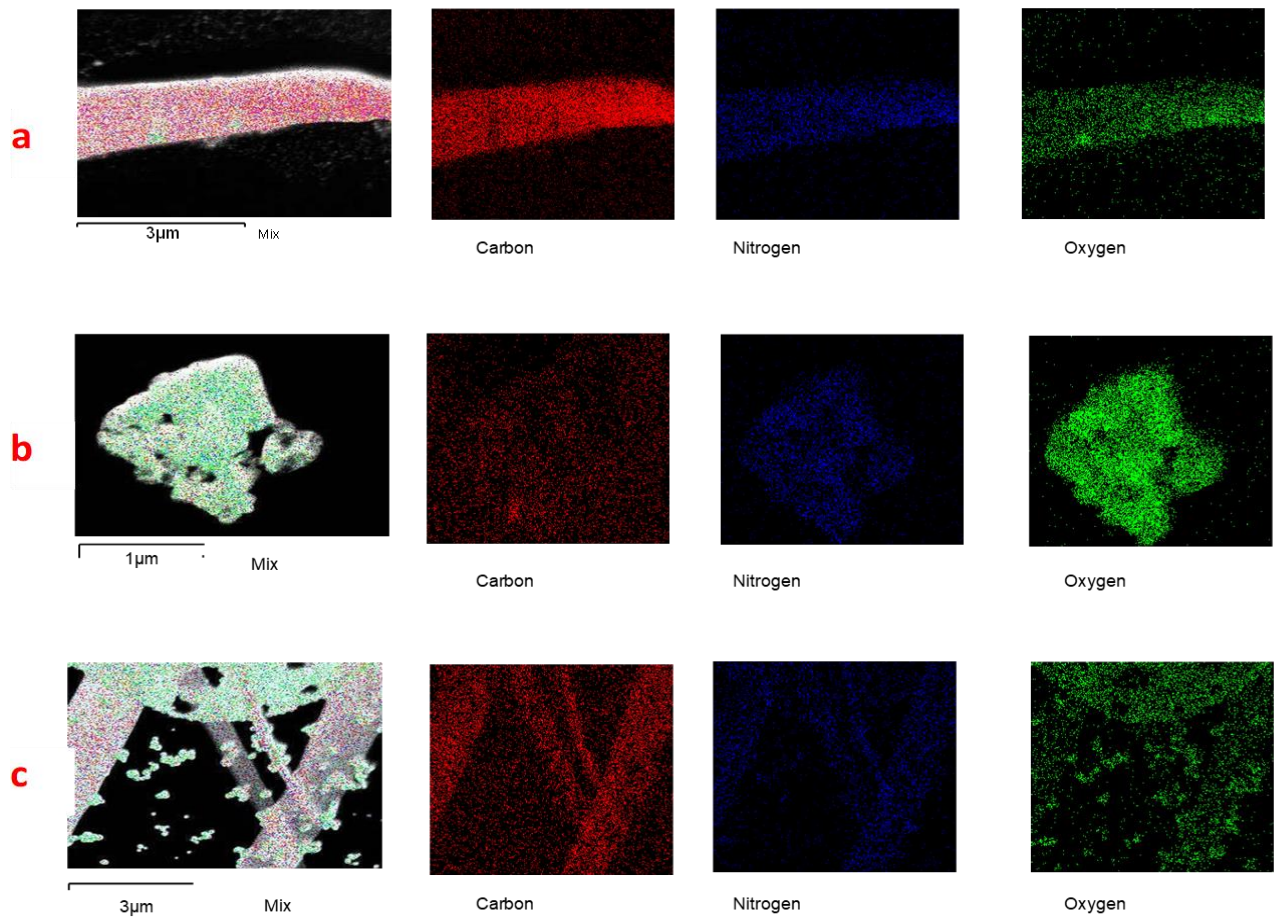 a
3µm Mix
Carbon Nitrogen Oxygen
b
1µm Mix
Carbon Nitrogen Oxygen
c
3µm Mix
Carbon Nitrogen Oxygen